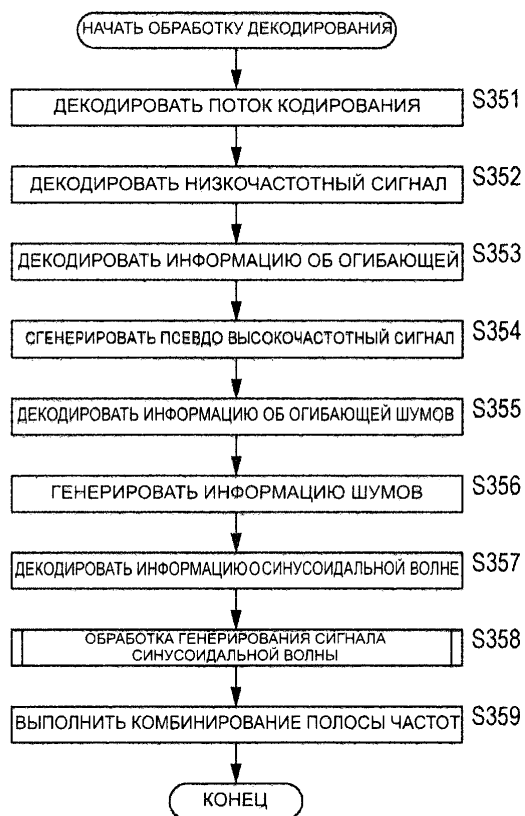 НАЧАТЬ ОБРАБОТКУ ДЕКОДИРОВАНИЯ
ДЕКОДИРОВАТЬ ПОТОК КОДИРОВАНИЯ S351
ДЕКОДИРОВАТЬ НИЗКОЧАСТОТНЫЙ СИГНАЛ S352
ДЕКОДИРОВАТЬ ИНФОРМАЦИЮ ОБ ОГИБАЮЩЕЙ S353
СГЕНЕРИРОВАТЬ ПСЕВДО ВЫСОКОЧАСТОТНЫЙ СИГНАЛ S354
ДЕКОДИРОВАТЬ ИНФОРМАЦИЮ ОБ ОГИБАЮЩЕЙ ШУМОВ S355
ГЕНЕРИРОВАТЬ ИНФОРМАЦИЮ ШУМОВ S356
ДЕКОДИРОВАТЬ ИНФОРМАЦИЮ О СИНУСОИДАЛЬНОЙ ВОЛНЕ S357
ОБРАБОТКА ГЕНЕРИРОВАНИЯ СИГНАЛА S358
СИНУСОИДАЛЬНОЙ ВОЛНЫ
ВЫПОЛНИТЬ КОМБИНИРОВАНИЕ ПОЛОСЫ ЧАСТОТ S359
КОНЕЦ